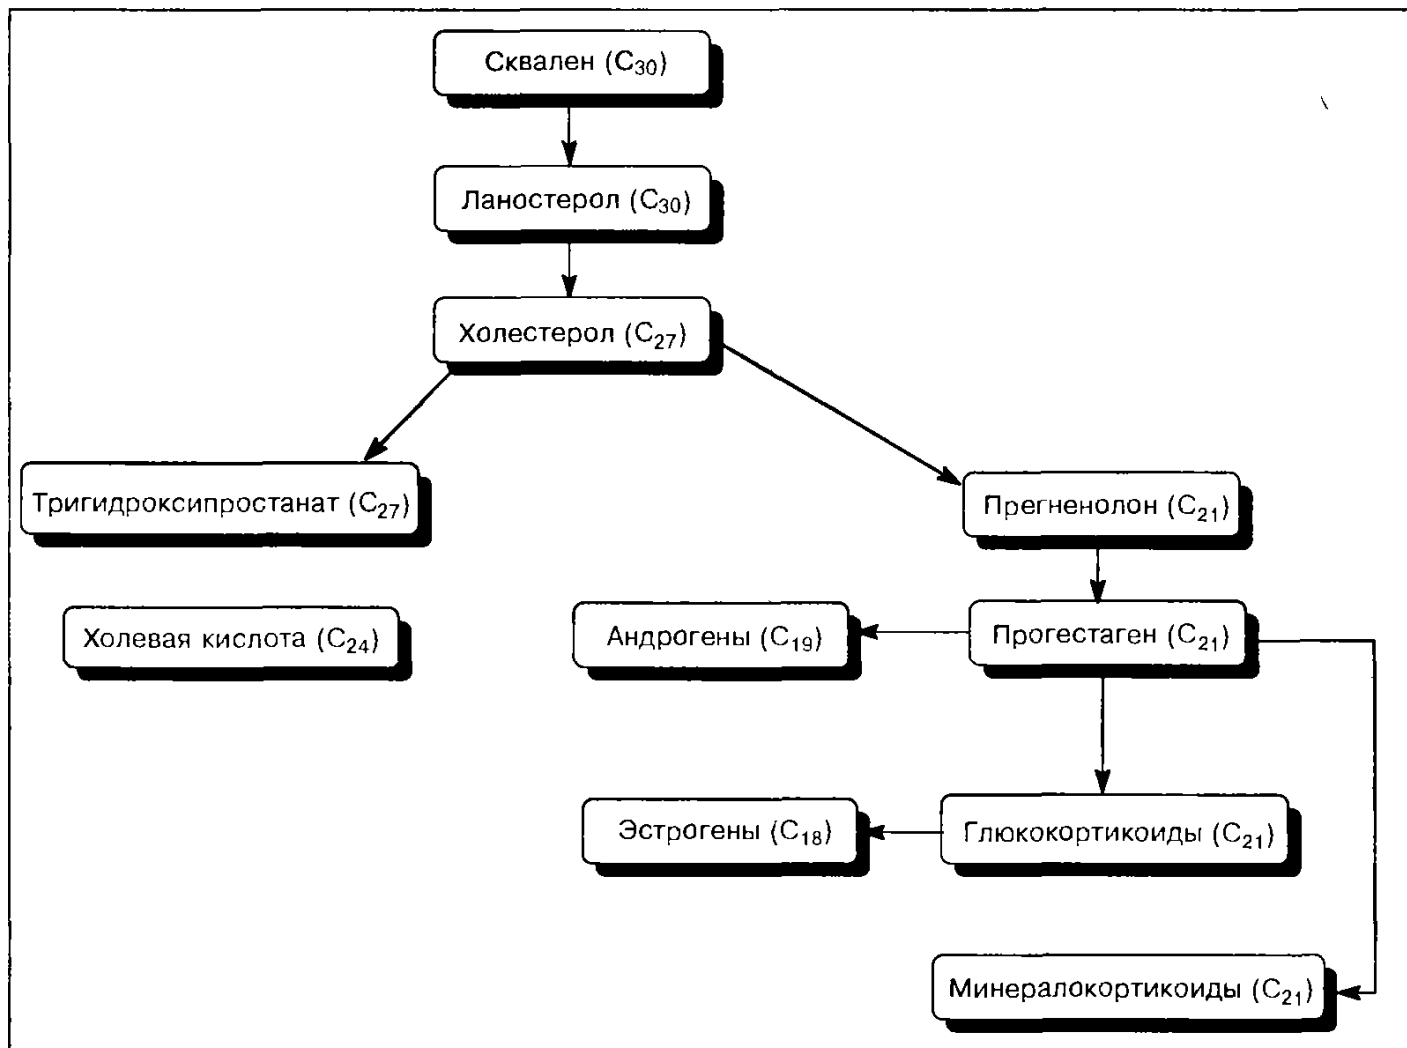 Сквален (C₃₀)
Ланостерол (C₃₀)
Холестерол (C₂₇)
Тригидроксипростанат (C₂₇)
Прегненолон (C₂₁)
Холевая кислота (C₂₄)
Андрогены (C₁₉)
Прогестаген (C₂₁)
Эстрогены (C₁₈)
Глюкокортикоиды (C₂₁)
Минералокортикоиды (C₂₁)